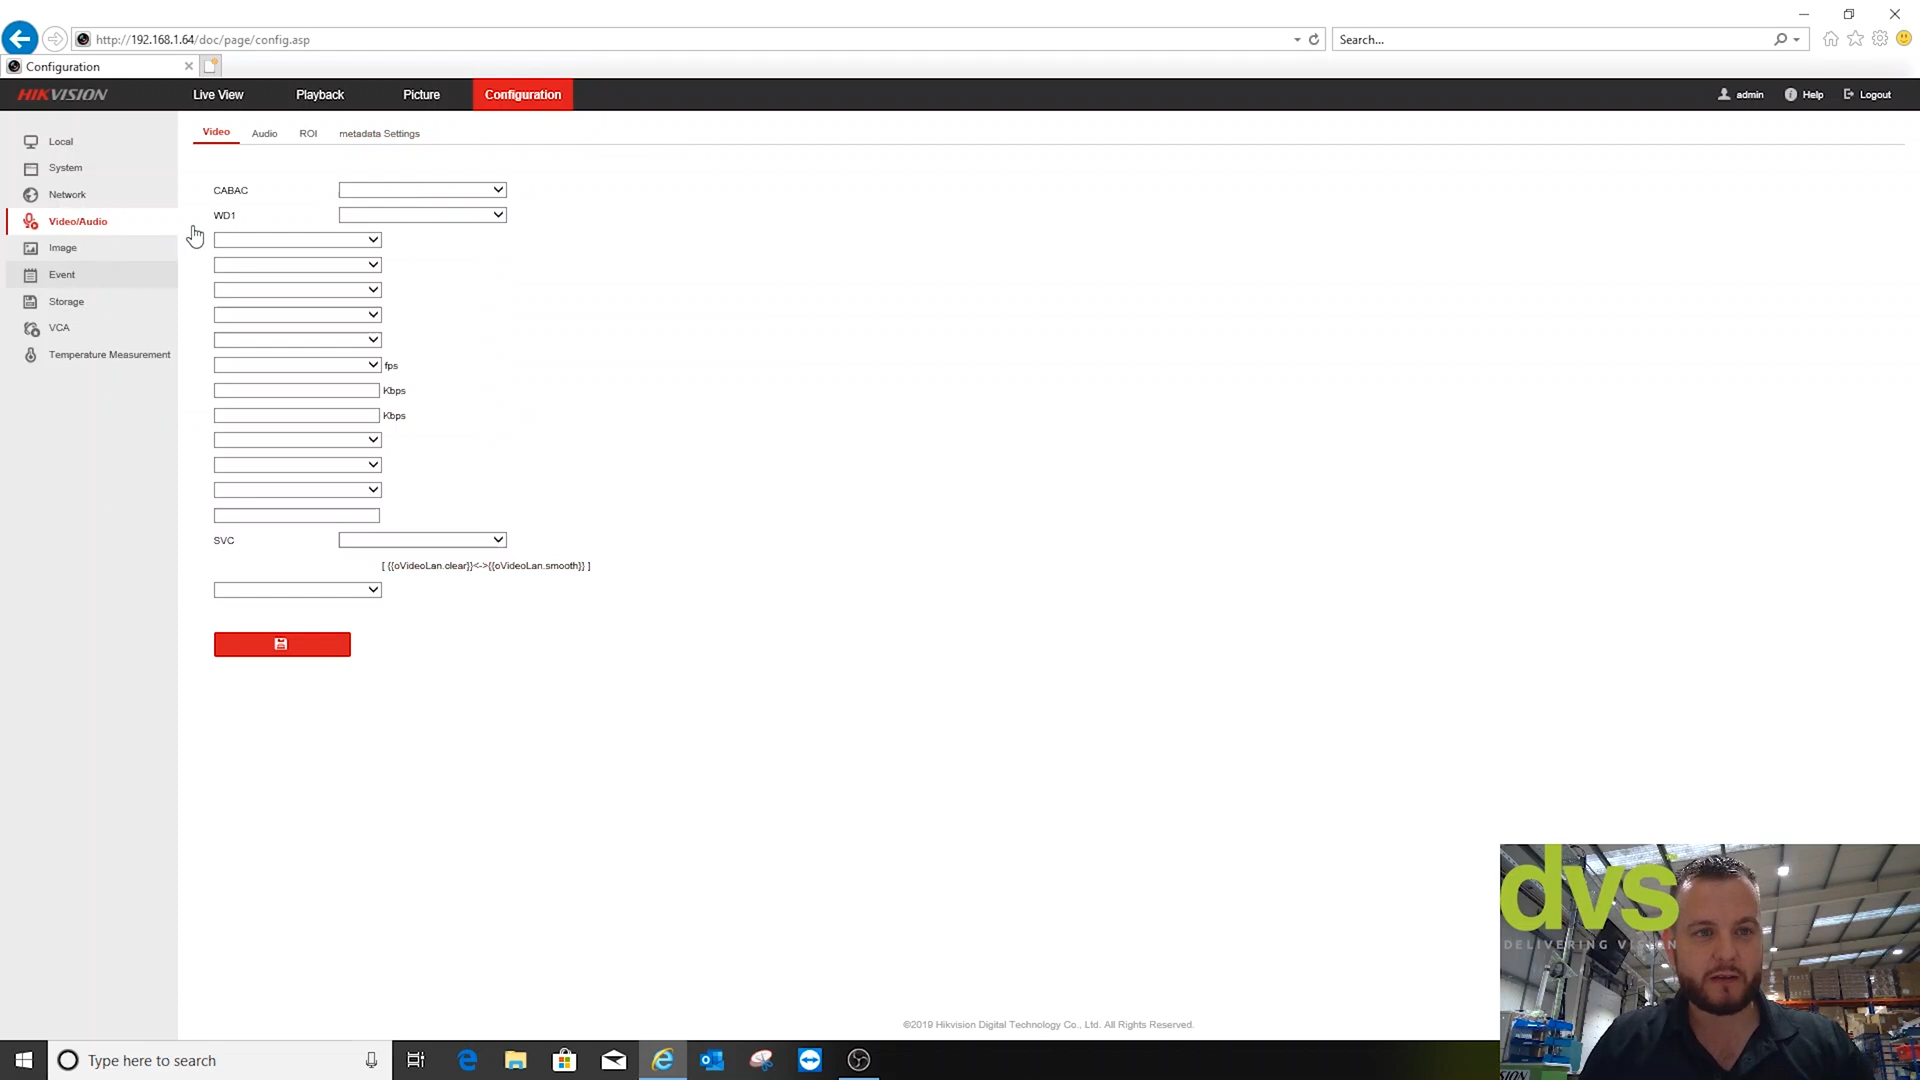 http://192.168.1.64/doc/page/config.asp
Search...
Configuration
HIKVISION
Live View
Playback
Picture
Configuration
admin
Help
Logout
Local
System
Network
Video/Audio
Image
Event
Storage
VCA
Temperature Measurement
Video
Audio
ROI
metadata Settings
CABAC
WD1
fps
Kbps
Kbps
SVC
[ {{oVideoLan.clear}}<->{{oVideoLan.smooth}} ]
©2019 Hikvision Digital Technology Co., Ltd. All Rights Reserved.
dvs
DELIVERING VISION
Type here to search